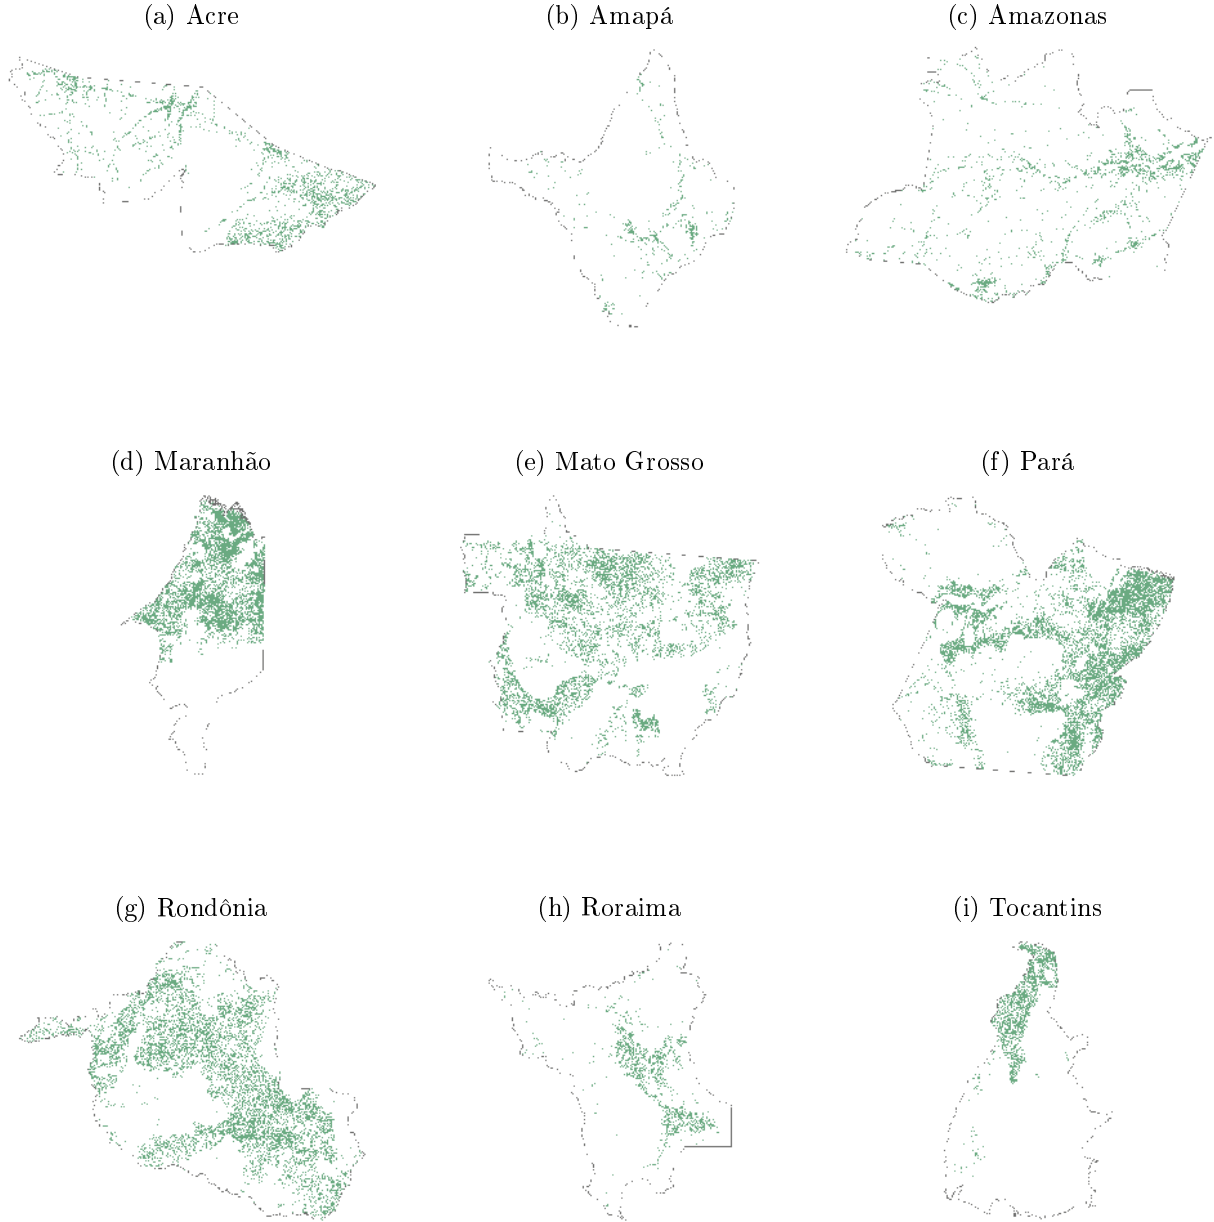 (a) Acre
(b) Amapá
(c) Amazonas
(d) Maranhão
(e) Mato Grosso
(f) Pará
(g) Rondônia
(h) Roraima
(i) Tocantins